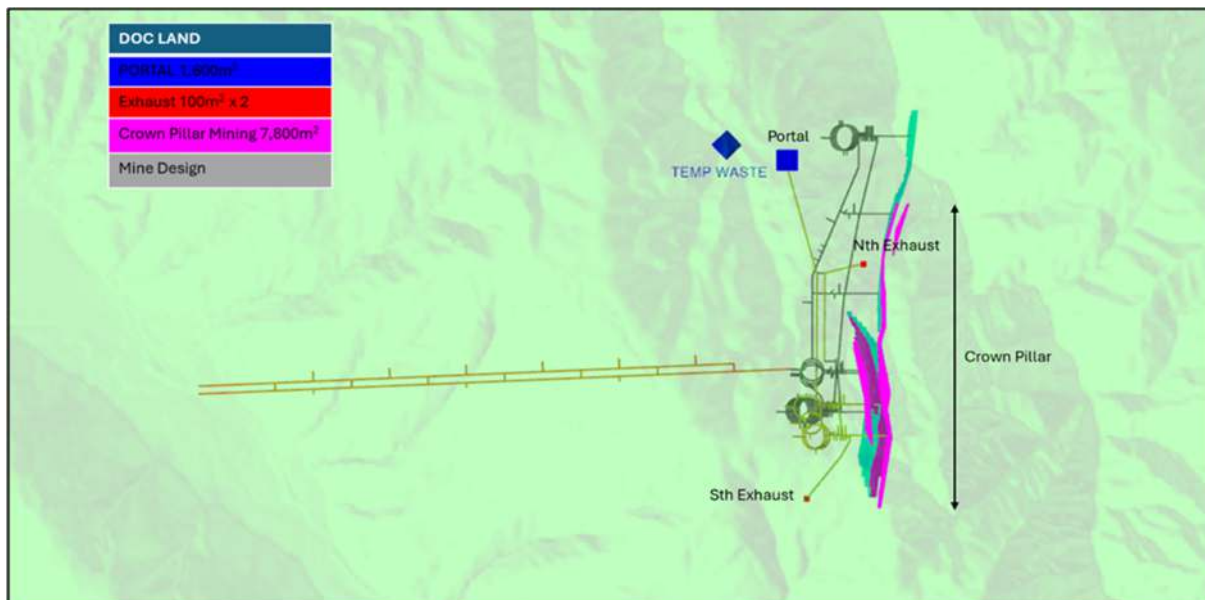 DOC LAND
PORTAL 1,800m²
Exhaust 100m² x 2
Crown Pillar Mining 7,800m²
Mine Design
Portal
TEMP WASTE
Nth Exhaust
Crown Pillar
Sth Exhaust